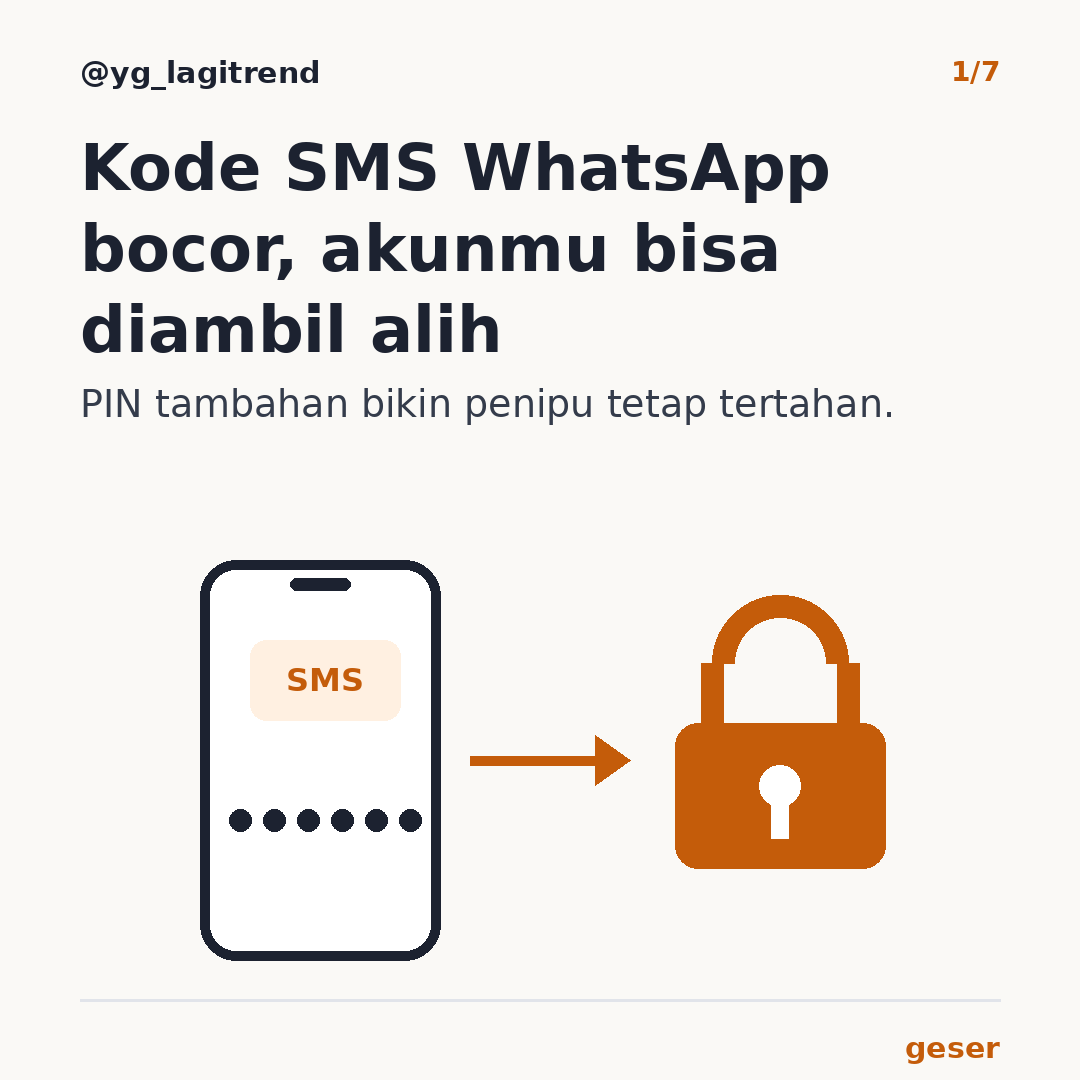 @yg_lagitrend
1/7
Kode SMS WhatsApp
bocor, akunmu bisa
diambil alih
PIN tambahan bikin penipu tetap tertahan.
SMS
geser